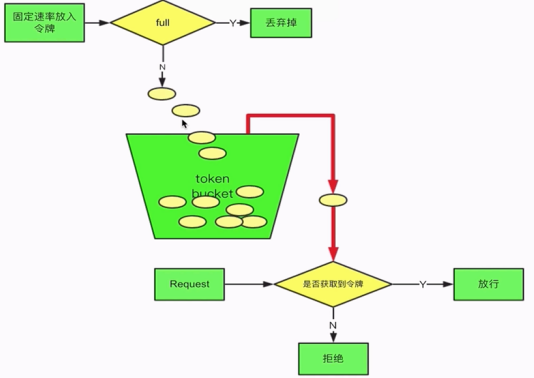 固定速率放入
令牌
full
Y
丢弃掉
N
token
bucket
Request
是否获取到令牌
Y
放行
N
拒绝